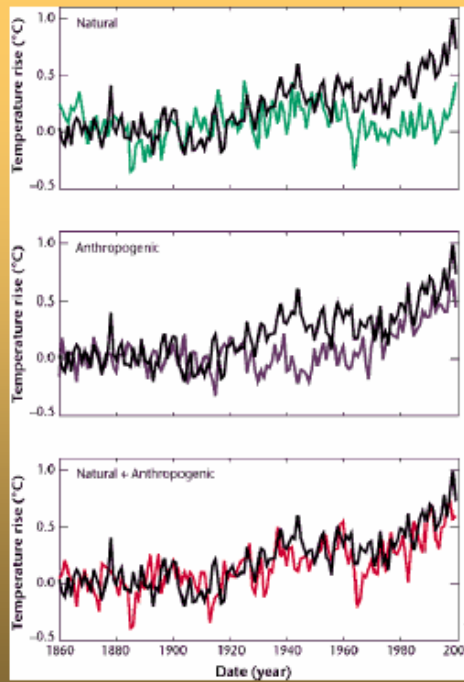 Temperature rise (°C)
1.0
0.5
0.0
–0.5
Natural
Temperature rise (°C)
1.0
0.5
0.0
–0.5
Anthropogenic
Temperature rise (°C)
1.0
0.5
0.0
–0.5
Natural + Anthropogenic
1860 1880 1900 1920 1940 1960 1980 200
Date (year)